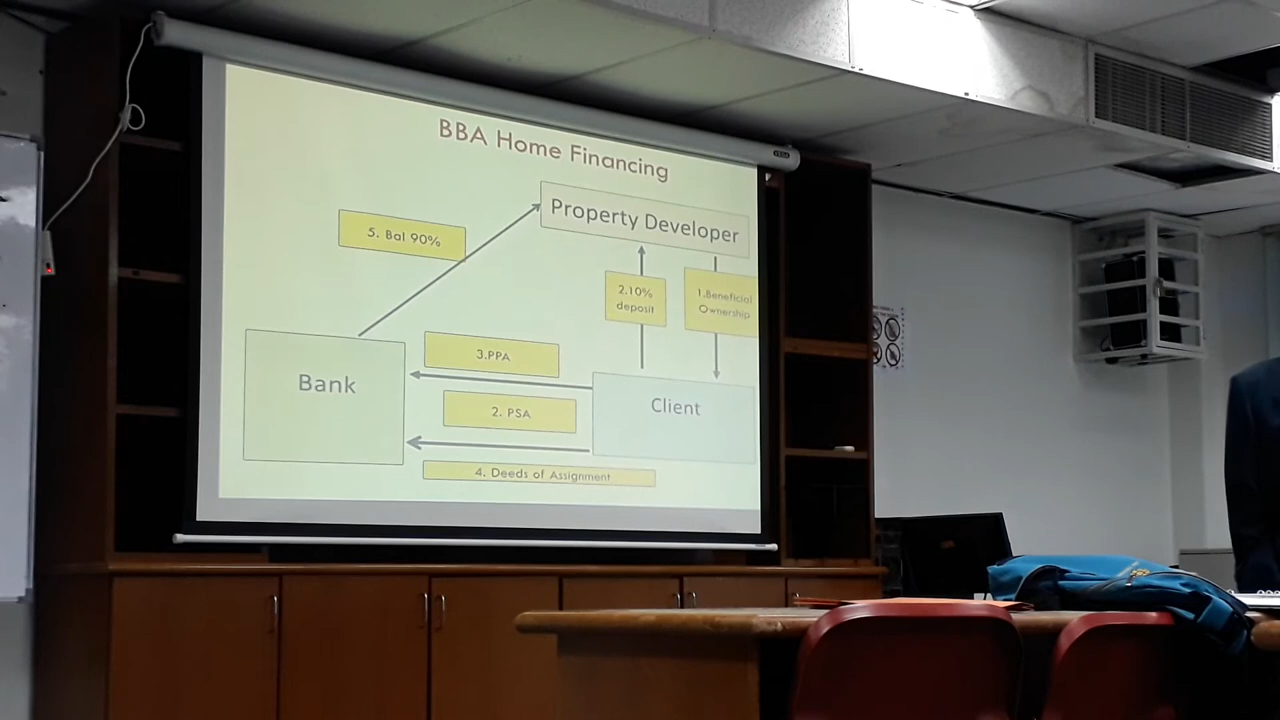 BBA Home Financing
Property Developer
5. Bal 90%
2.10%
deposit
1.Beneficial
Ownership
3.PPA
Bank
Client
2. PSA
4. Deeds of Assignment